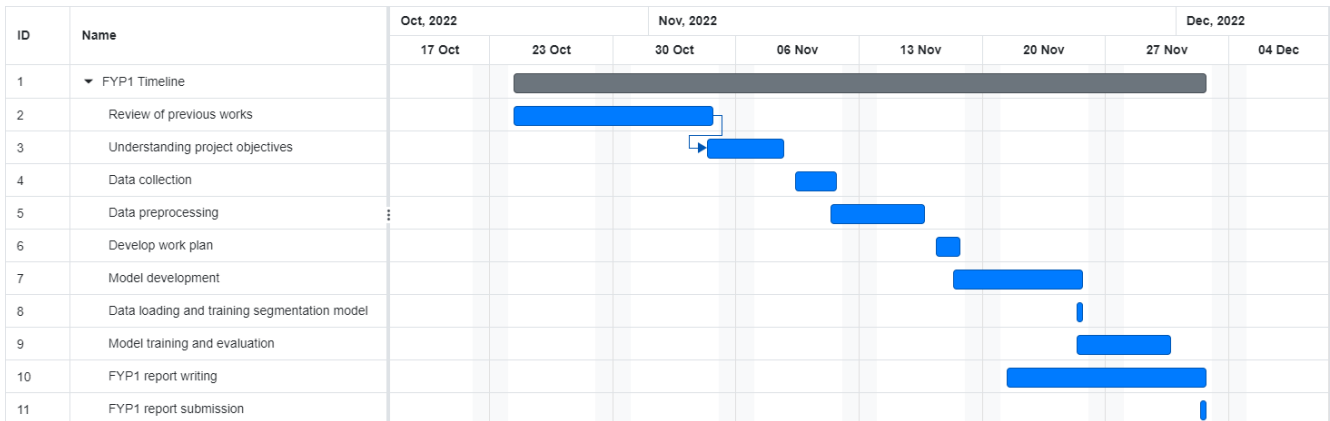 ID Name Oct, 2022 Nov, 2022 Dec, 2022
17 Oct 23 Oct 30 Oct 06 Nov 13 Nov 20 Nov 27 Nov 04 Dec
1 FYP1 Timeline
2 Review of previous works
3 Understanding project objectives
4 Data collection
5 Data preprocessing
6 Develop work plan
7 Model development
8 Data loading and training segmentation model
9 Model training and evaluation
10 FYP1 report writing
11 FYP1 report submission